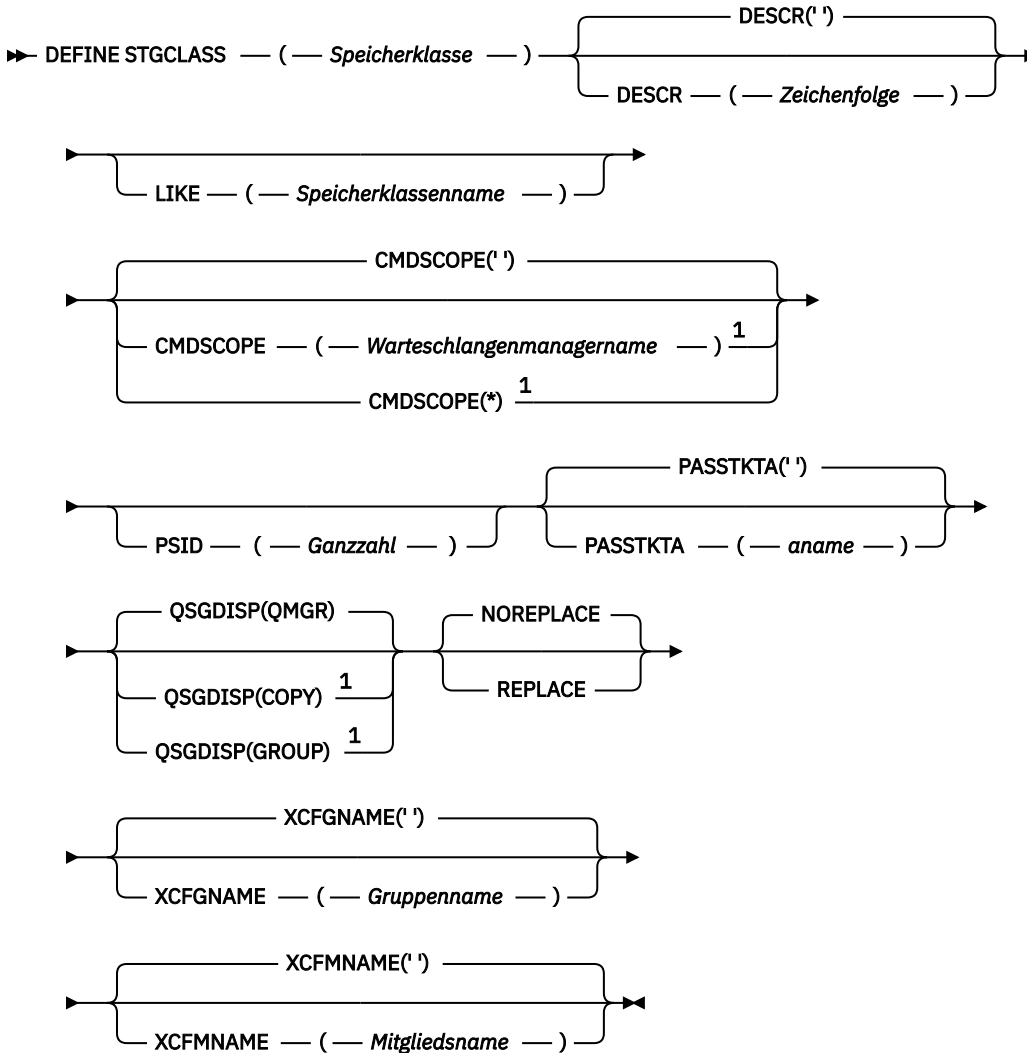 DESCR(' ')
DEFINE STGCLASS ( Speicherklasse )
DESCR ( Zeichenfolge )
LIKE ( Speicherklassenname )
CMDSCOPE(' ')
CMDSCOPE ( Warteschlangenmanagername ) 1
CMDSCOPE(*) 1
PASSTKTA(' ')
PSID ( Ganzzahl ) PASSTKTA ( aname )
QSGDISP(QMGR) NOREPLACE
QSGDISP(COPY) 1 REPLACE
QSGDISP(GROUP) 1
XCFGNAME(' ')
XCFGNAME ( Gruppenname )
XCFMNAME(' ')
XCFMNAME ( Mitgliedsname )